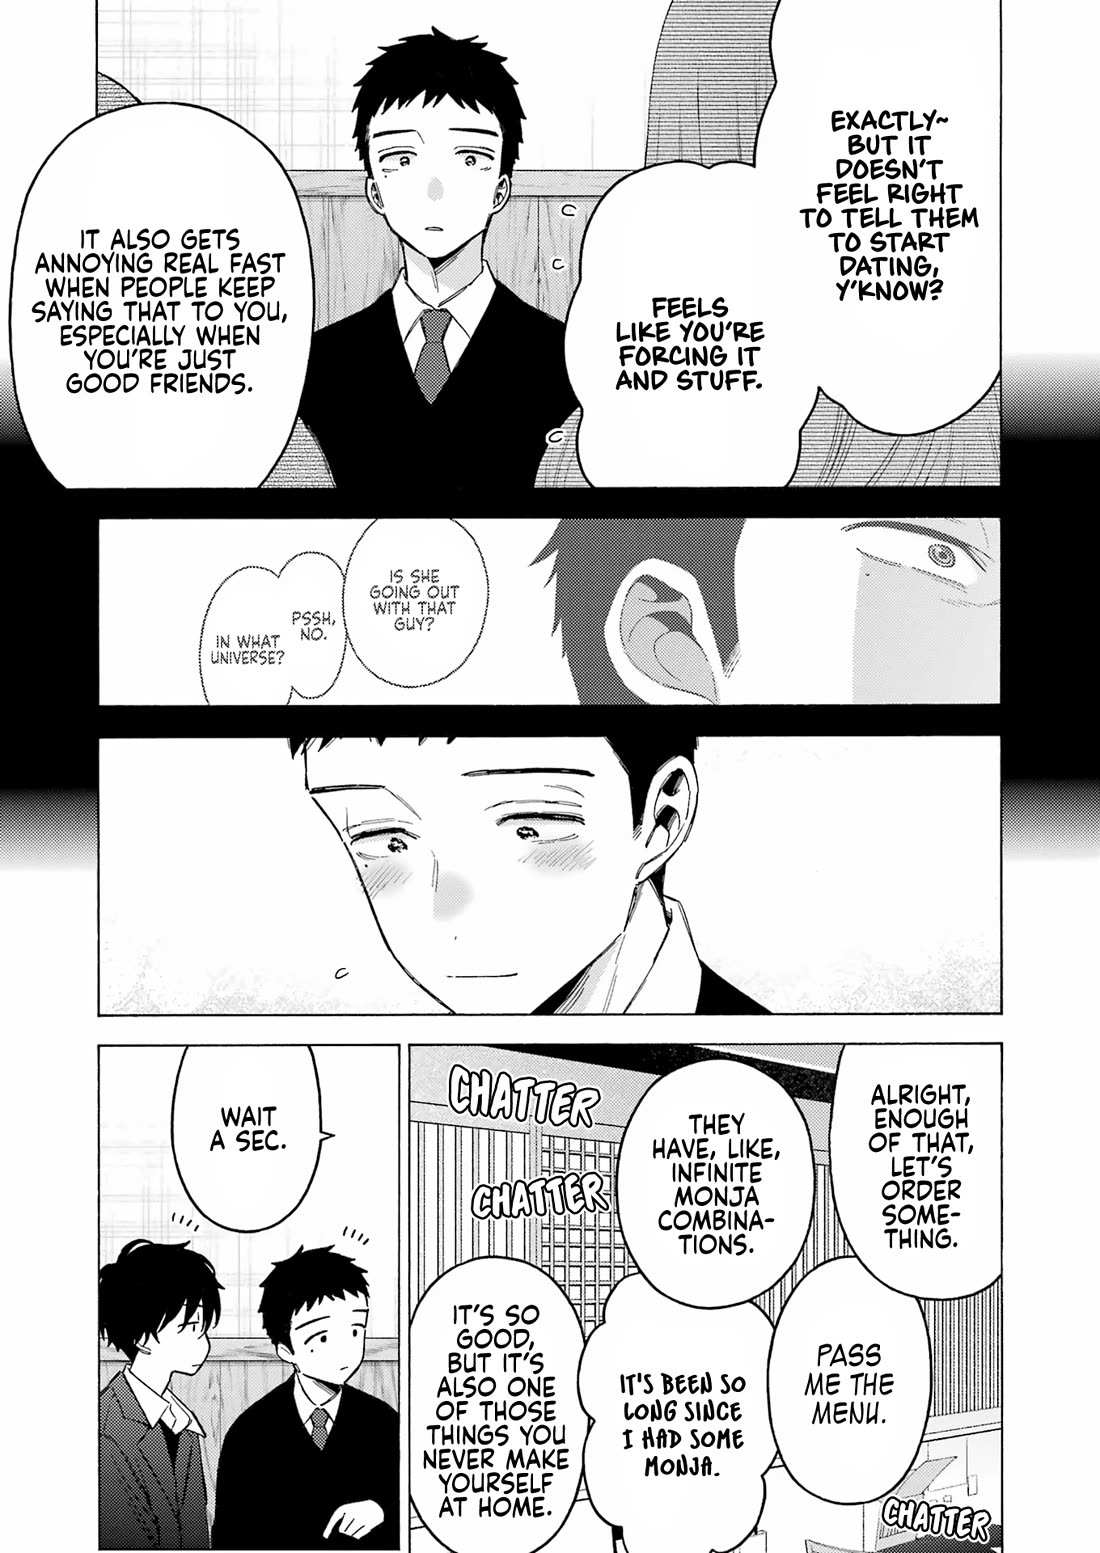 EXACTLY~
BUT IT
DOESN'T
FEEL RIGHT
TO TELL THEM
TO START
DATING,
Y'KNOW?
FEELS
LIKE YOU'RE
FORCING IT
AND STUFF.
IT ALSO GETS
ANNOYING REAL FAST
WHEN PEOPLE KEEP
SAYING THAT TO YOU,
ESPECIALLY WHEN
YOU'RE JUST
GOOD FRIENDS.
IS SHE
GOING OUT
WITH THAT
GUY?
PSSH,
NO.
IN WHAT
UNIVERSE?
ALRIGHT,
ENOUGH
OF THAT,
LET'S
ORDER
SOME-
THING.
THEY
HAVE, LIKE,
INFINITE
MONJA
COMBINA-
TIONS.
CHATTER
CHATTER
PASS
ME THE
MENU.
IT'S BEEN SO
LONG SINCE
I HAD SOME
MONJA.
IT'S SO
GOOD,
BUT IT'S
ALSO ONE
OF THOSE
THINGS YOU
NEVER MAKE
YOURSELF
AT HOME.
CHATTER
WAIT
A SEC.